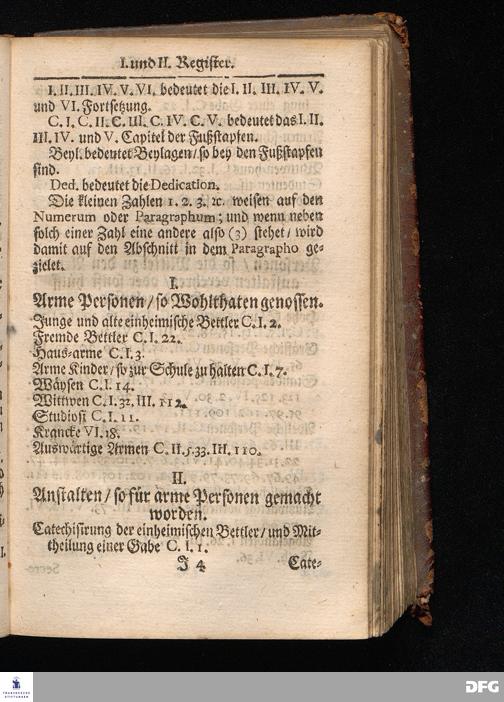 I. und II. Register.
I. II. III. IV. V. VI. bedeutet die I. II. III. IV. V.
und VI. Fortsetzung.
C. I. C. II. C. III. C. IV. C. V. bedeutet das I. II.
III. IV. und V. Capitel der Fußstapfen.
Beyl. bedeutet Beylagen / so bey den Fußstapfen
sind.
Ded. bedeutet die Dedication.
Die kleinen Zahlen 1. 2. 3. ꝛc. weisen auf den
Numerum oder Paragraphum; und wenn neben
solch einer Zahl eine andere also (3) stehet / wird
damit auf den Abschnitt in dem Paragrapho ge-
zielet.
I.
Arme Personen / so Wohlthaten genossen.
Junge und alte einheimische Bettler C. I. 2.
Fremde Bettler C. I. 22.
Haus-arme C. I. 3.
Arme Kinder / so zur Schule zu halten C. I. 7.
Wäysen C. I. 14.
Wittwen C. I. 32. III. 112.
Studiosi C. I. 11.
Krancke VI. 18.
Auswärtige Armen C. II. 5. 33. III. 110.
II.
Anstalten / so für arme Personen gemacht
worden.
Catechisirung der einheimischen Bettler / und Mit-
theilung einer Gabe C. I. 1.
J 4
Cate-
FRANCKESCHE
STIFTUNGEN
DFG